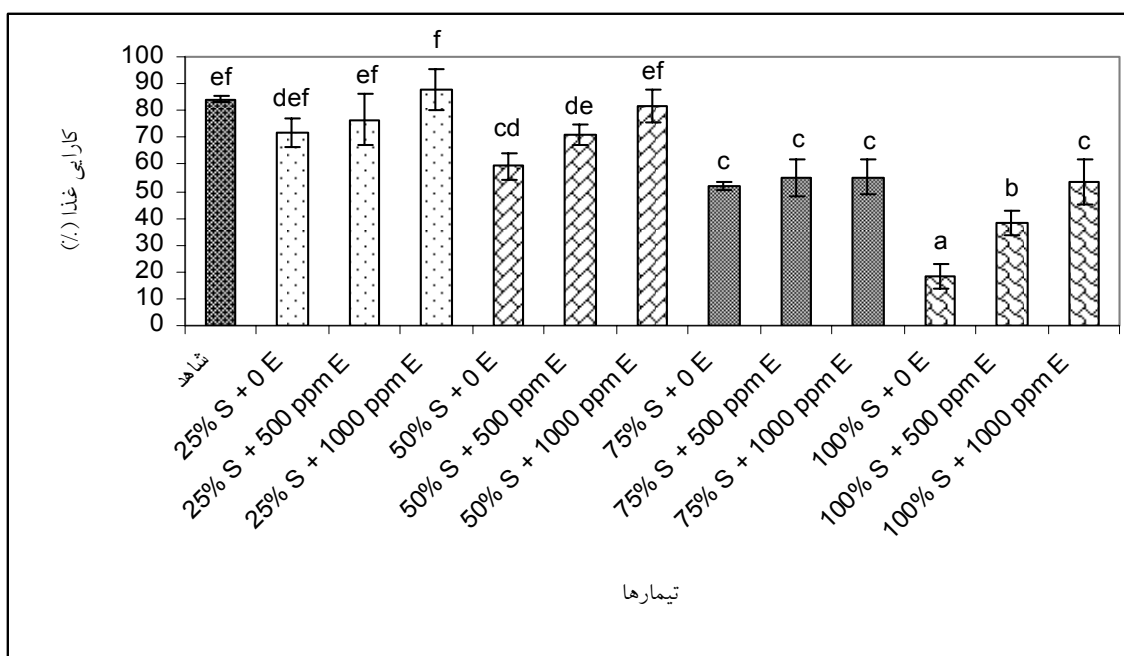 کارایی غذا (٪)
100
90
80
70
60
50
40
30
20
10
0
ef
def
ef
f
cd
de
ef
c
c
c
a
b
c
شاهد
25% S + 0 E
25% S + 500 ppm E
25% S + 1000 ppm E
50% S + 0 E
50% S + 500 ppm E
50% S + 1000 ppm E
75% S + 0 E
75% S + 500 ppm E
75% S + 1000 ppm E
100% S + 0 E
100% S + 500 ppm E
100% S + 1000 ppm E
تیمارها